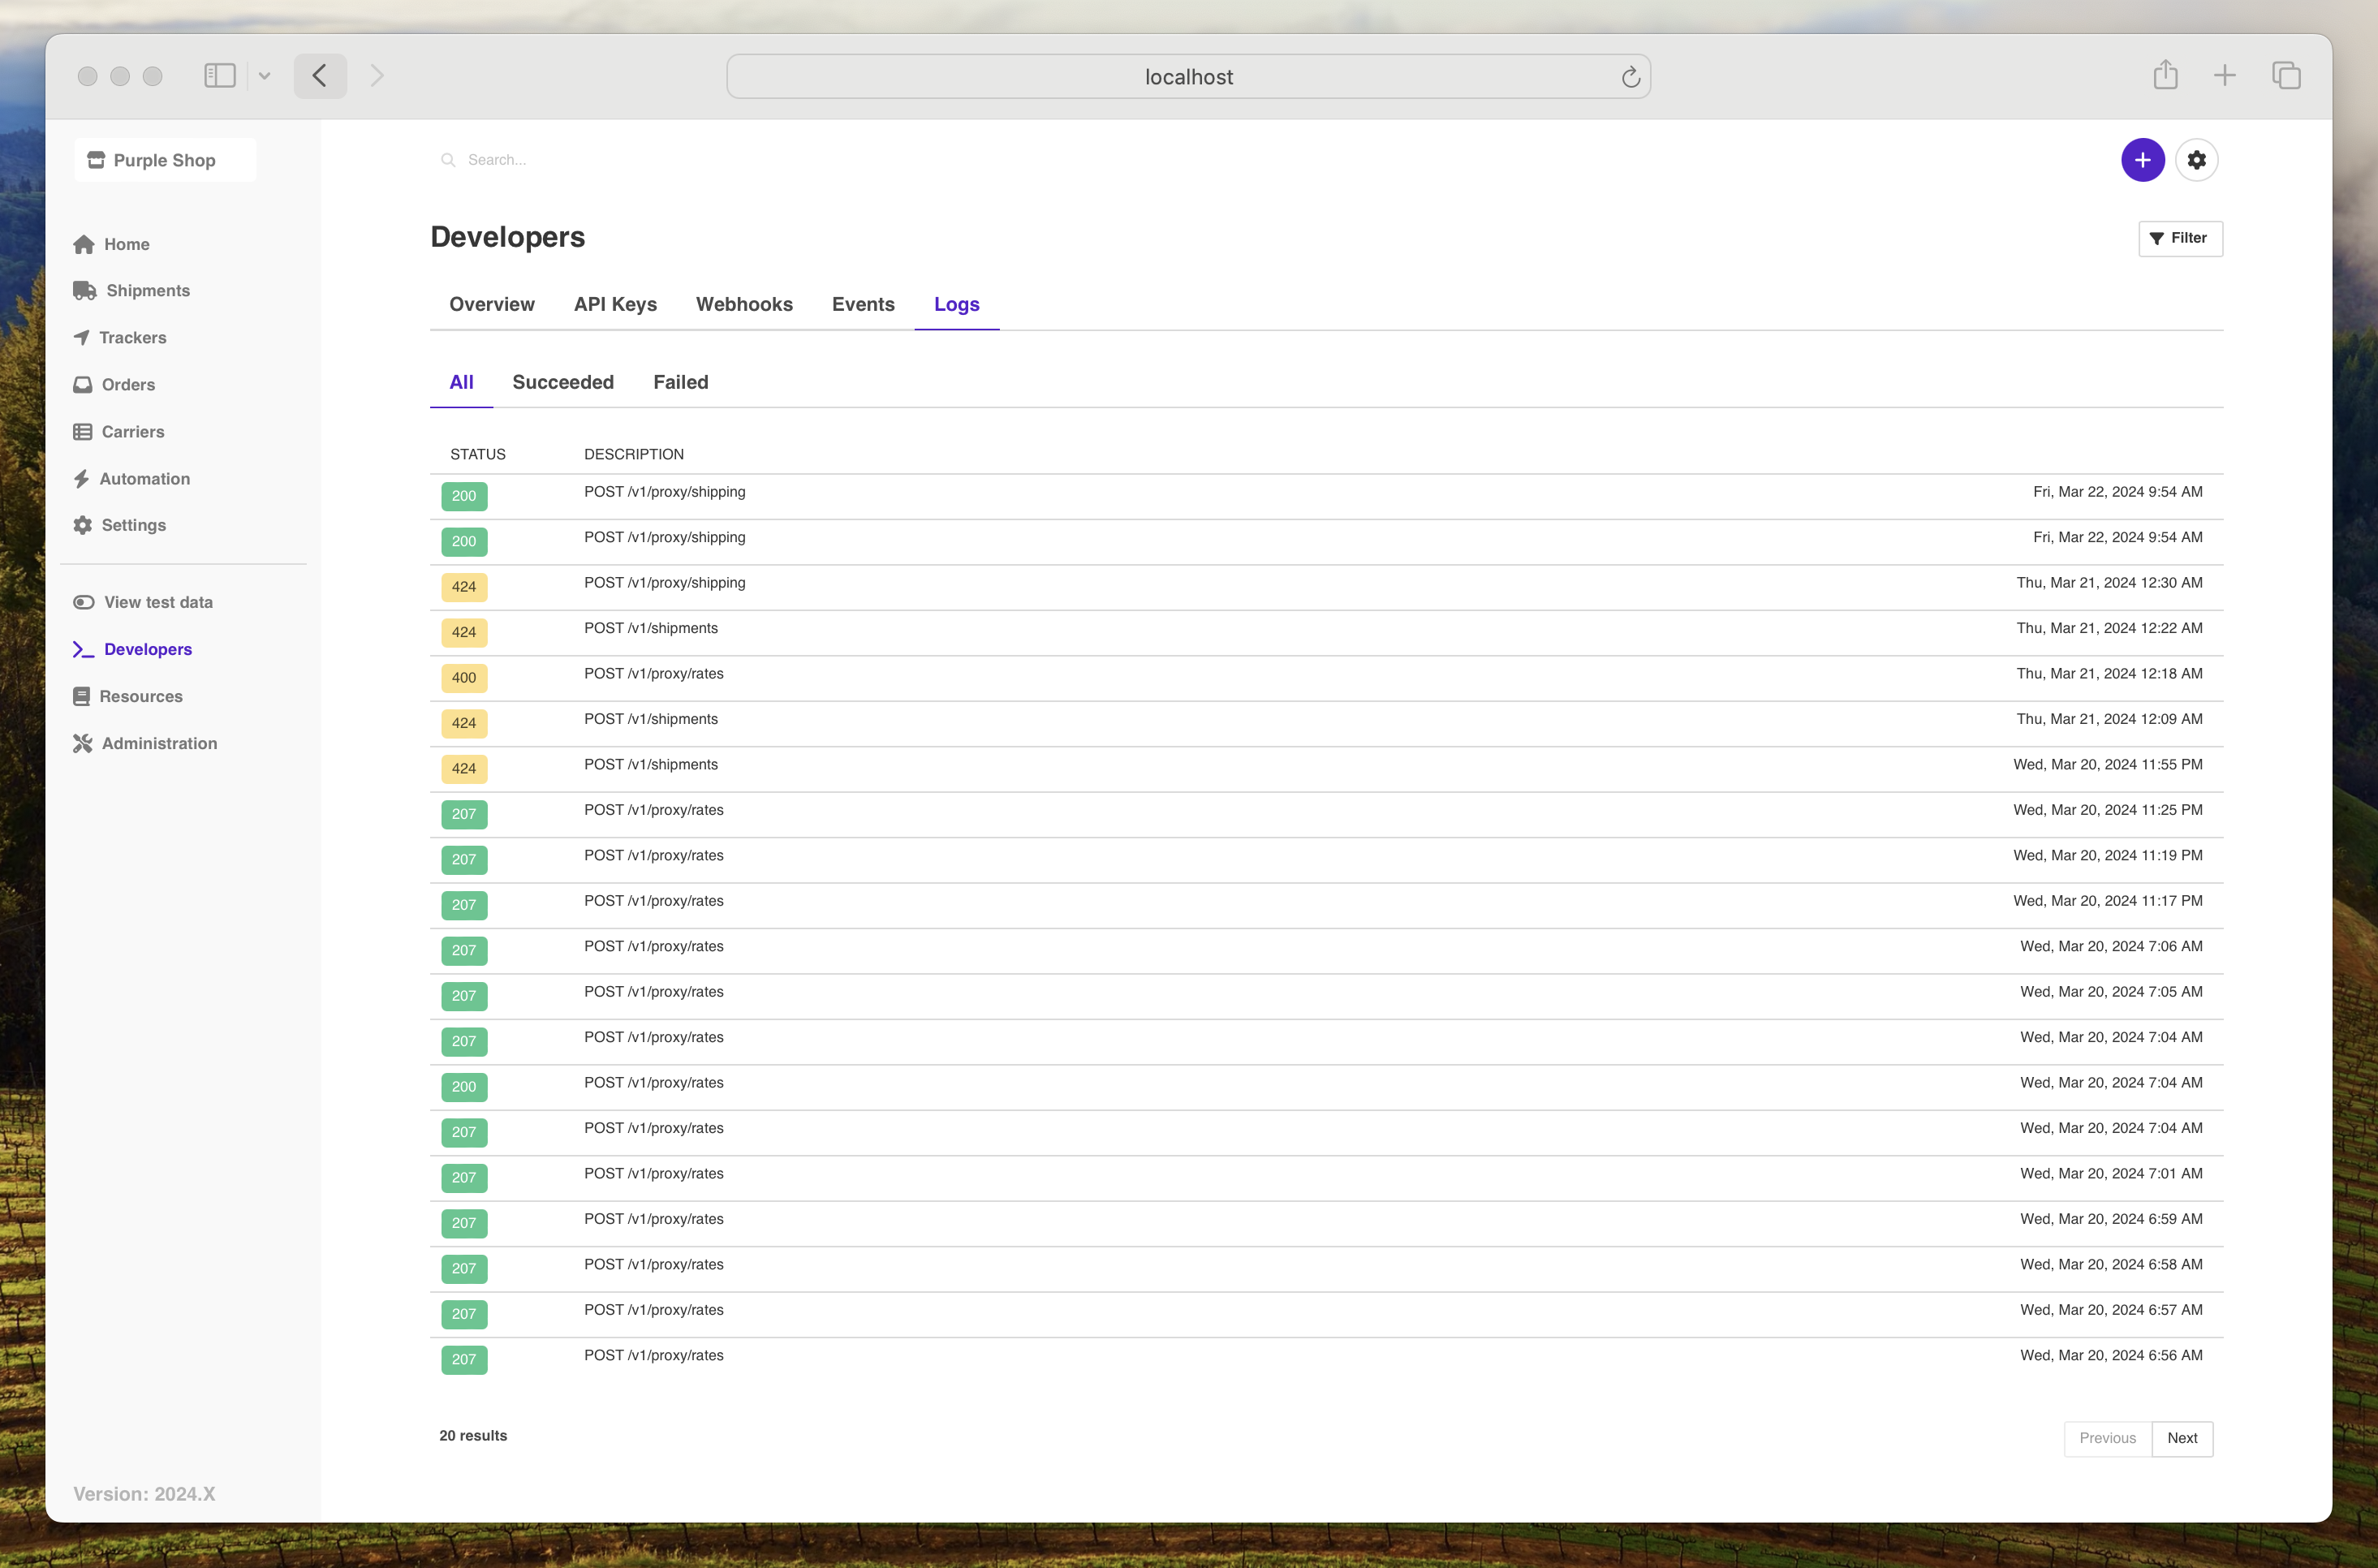 localhost
Purple Shop
Search...
Home
Shipments
Trackers
Orders
Carriers
Automation
Settings
View test data
Developers
Resources
Administration
Version: 2024.X
Developers
Filter
Overview API Keys Webhooks Events Logs
All Succeeded Failed
STATUS DESCRIPTION
200 POST /v1/proxy/shipping Fri, Mar 22, 2024 9:54 AM
200 POST /v1/proxy/shipping Fri, Mar 22, 2024 9:54 AM
424 POST /v1/proxy/shipping Thu, Mar 21, 2024 12:30 AM
424 POST /v1/shipments Thu, Mar 21, 2024 12:22 AM
400 POST /v1/proxy/rates Thu, Mar 21, 2024 12:18 AM
424 POST /v1/shipments Thu, Mar 21, 2024 12:09 AM
424 POST /v1/shipments Wed, Mar 20, 2024 11:55 PM
207 POST /v1/proxy/rates Wed, Mar 20, 2024 11:25 PM
207 POST /v1/proxy/rates Wed, Mar 20, 2024 11:19 PM
207 POST /v1/proxy/rates Wed, Mar 20, 2024 11:17 PM
207 POST /v1/proxy/rates Wed, Mar 20, 2024 7:06 AM
207 POST /v1/proxy/rates Wed, Mar 20, 2024 7:05 AM
207 POST /v1/proxy/rates Wed, Mar 20, 2024 7:04 AM
200 POST /v1/proxy/rates Wed, Mar 20, 2024 7:04 AM
207 POST /v1/proxy/rates Wed, Mar 20, 2024 7:04 AM
207 POST /v1/proxy/rates Wed, Mar 20, 2024 7:01 AM
207 POST /v1/proxy/rates Wed, Mar 20, 2024 6:59 AM
207 POST /v1/proxy/rates Wed, Mar 20, 2024 6:58 AM
207 POST /v1/proxy/rates Wed, Mar 20, 2024 6:57 AM
207 POST /v1/proxy/rates Wed, Mar 20, 2024 6:56 AM
20 results
Previous Next